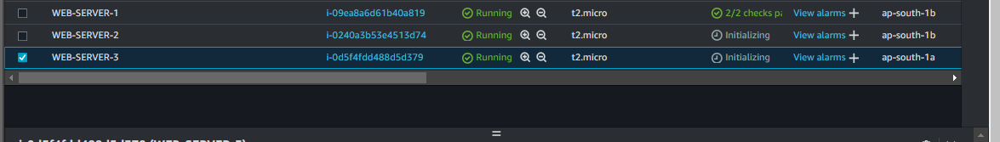 WEB-SERVER-1 i-09ea8a6d61b40a819 Running t2.micro 2/2 checks pa View alarms + ap-south-1b
WEB-SERVER-2 i-0240a3b53e4513d74 Running t2.micro Initializing View alarms + ap-south-1b
WEB-SERVER-3 i-0d5f4fdd488d5d379 Running t2.micro Initializing View alarms + ap-south-1a